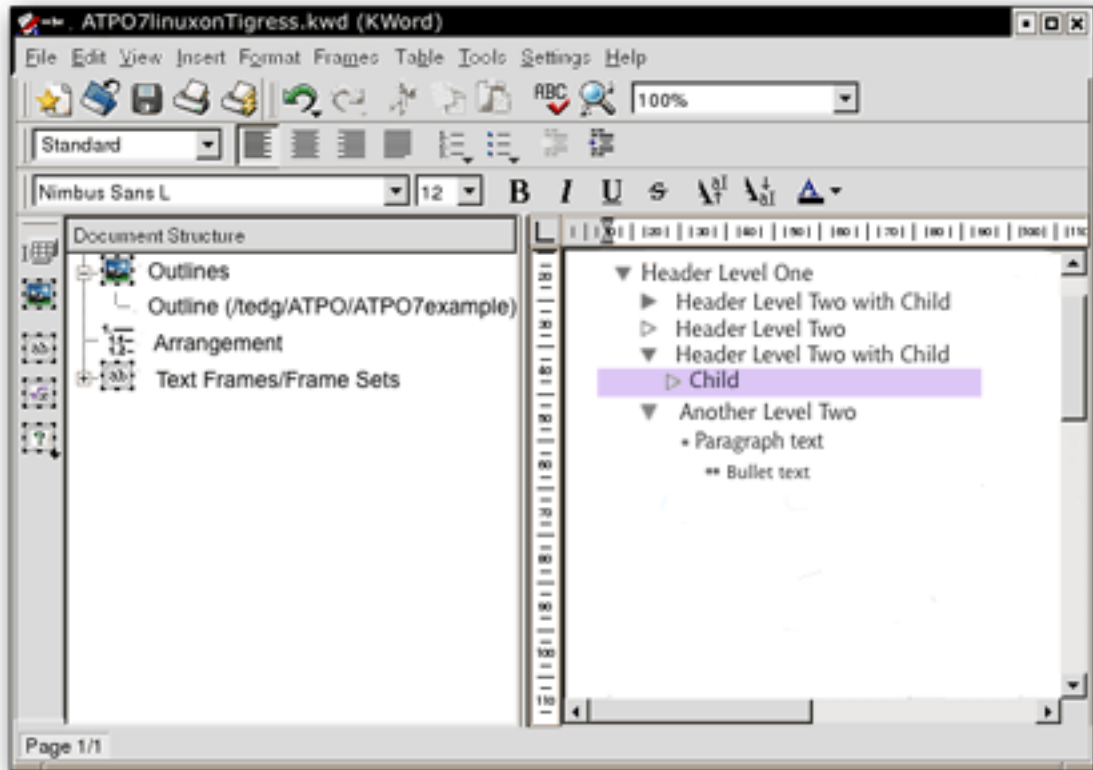 ATPO7linuxonTigress.kwd (KWord)
File Edit View Insert Format Frames Table Tools Settings Help
ABC 100%
Standard
Nimbus Sans L 12 B I U S
Document Structure
Outlines
Outline (/tedg/ATPO/ATPO7example)
Arrangement
Text Frames/Frame Sets
Header Level One
Header Level Two with Child
Header Level Two
Header Level Two with Child
Child
Another Level Two
• Paragraph text
•• Bullet text
Page 1/1